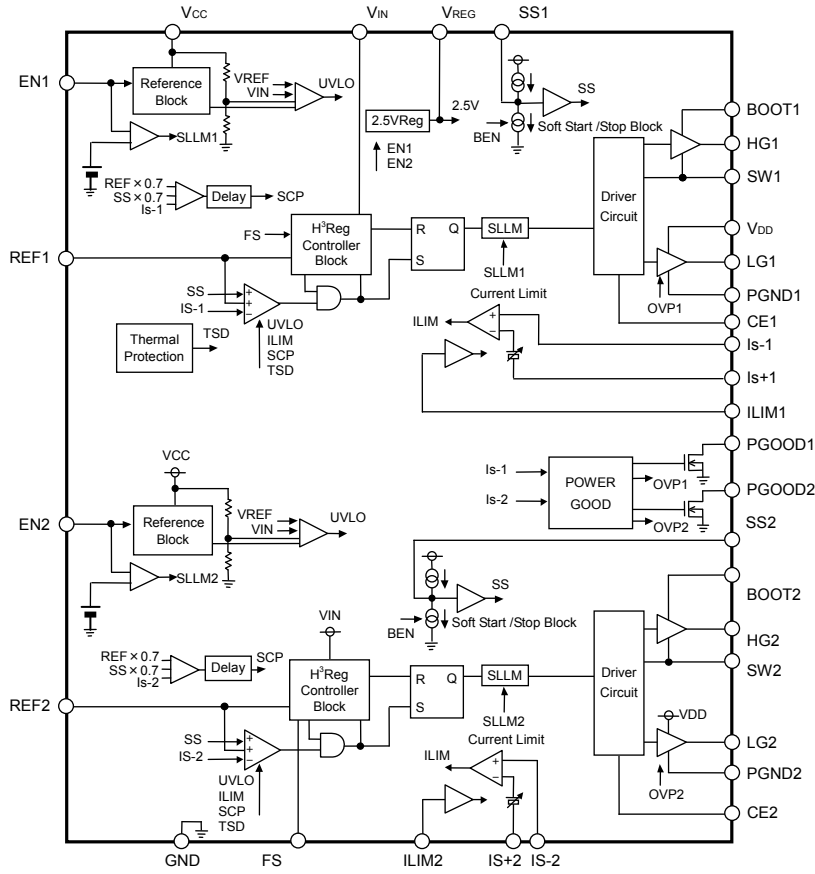 VCC
VIN
VREG
SS1
EN1
Reference
Block
VREF
VIN
UVLO
SLLM1
2.5VReg
2.5V
EN1
EN2
SS
BEN
Soft Start /Stop Block
BOOT1
HG1
SW1
Driver
Circuit
VDD
LG1
PGND1
OVP1
CE1
REF×0.7
SS×0.7
Is-1
Delay
SCP
FS
H³Reg
Controller
Block
R
Q
S
SLLM
SLLM1
REF1
SS
IS-1
UVLO
ILIM
SCP
TSD
Thermal
Protection
TSD
Current Limit
ILIM
Is-1
Is+1
ILIM1
PGOOD1
Is-1
Is-2
POWER
GOOD
OVP1
PGOOD2
OVP2
SS2
VCC
EN2
Reference
Block
VREF
VIN
UVLO
SLLM2
SS
BEN
Soft Start /Stop Block
BOOT2
HG2
SW2
Driver
Circuit
VDD
LG2
PGND2
OVP2
CE2
VIN
REF×0.7
SS×0.7
Is-2
Delay
SCP
H³Reg
Controller
Block
R
Q
S
SLLM
SLLM2
REF2
SS
IS-2
UVLO
ILIM
SCP
TSD
Current Limit
ILIM
GND
FS
ILIM2
IS+2
IS-2